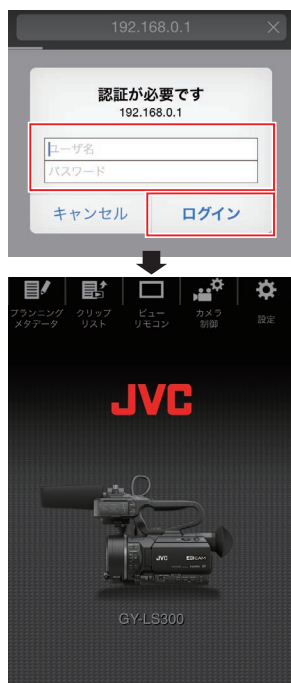 192.168.0.1
認証が必要です
192.168.0.1
ユーザ名
パスワード
キャンセル
ログイン
プランニング
メタデータ
クリップ
リスト
ビュー
リモコン
カメラ
制御
設定
JVC
JVC
GY-LS300